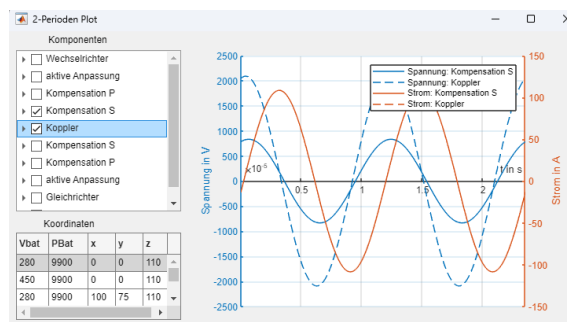 2-Perioden Plot
Komponenten
Wechselrichter
aktive Anpassung
Kompensation P
Kompensation S
Koppler
Kompensation S
Kompensation P
aktive Anpassung
Gleichrichter
Koordinaten
Vbat PBat x y z
280 9900 0 0 110
450 9900 0 0 110
280 9900 100 75 110
Spannung in V
2500
2000
1500
1000
500
0
-500
-1000
-1500
-2000
-2500
×10⁻⁵
0.5 1 1.5 2
t in s
Spannung: Kompensation S
Spannung: Koppler
Strom: Kompensation S
Strom: Koppler
150
100
50
0
-50
-100
-150
Strom in A